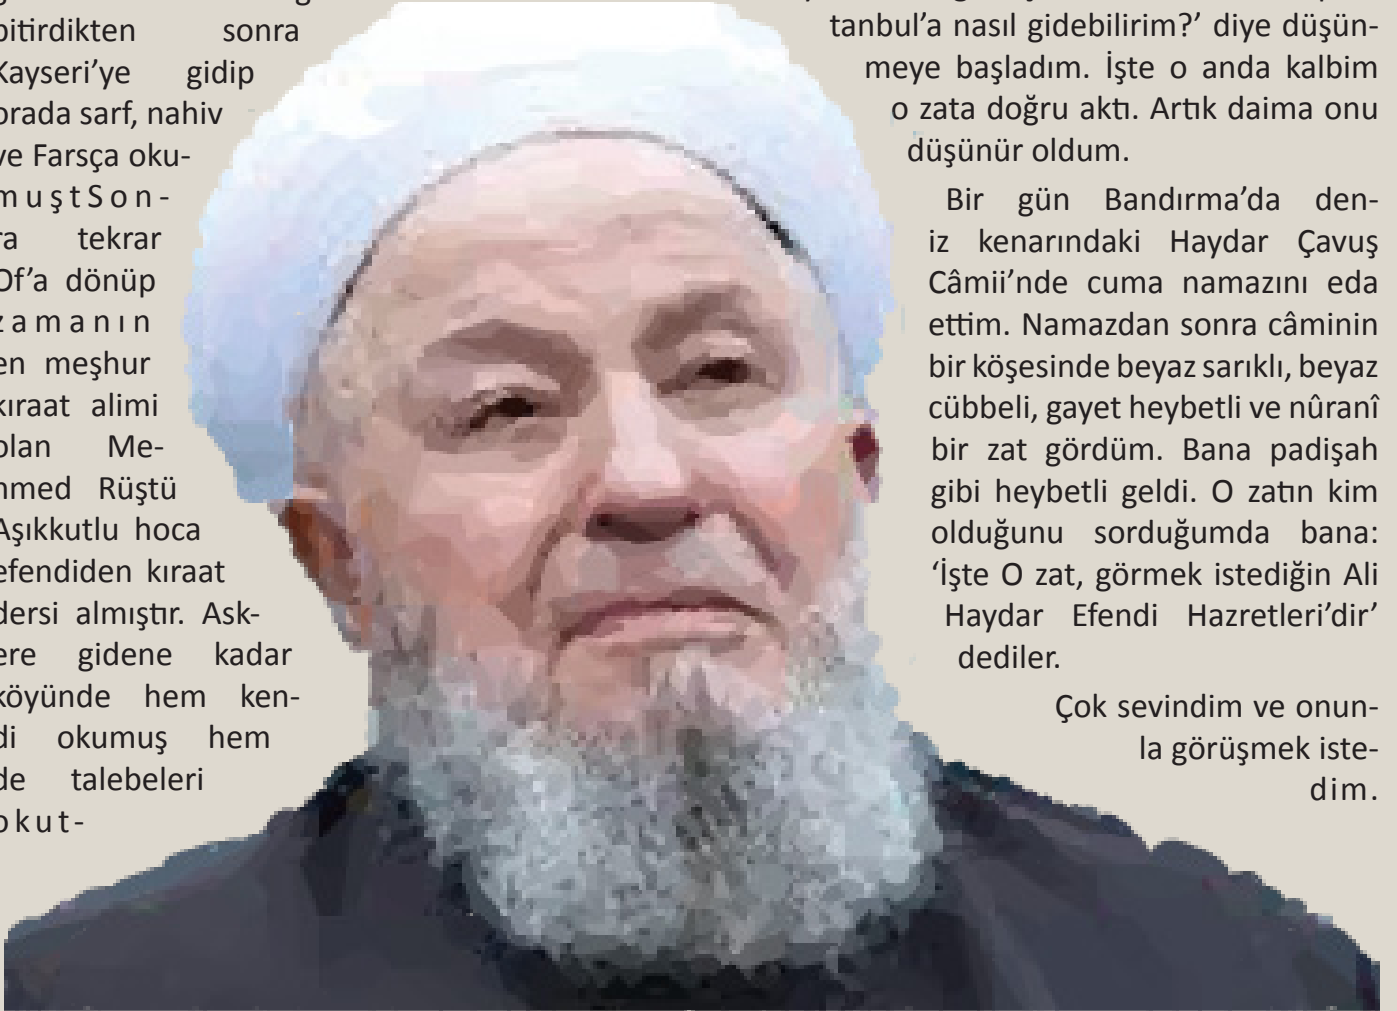 bitirdikten sonra
Kayseri’ye gidip
orada sarf, nahiv
ve Farsça oku-
muştSon-
ra tekrar
Of’a dönüp
zamanın
en meşhur
kıraat alimi
olan Me-
hmed Rüştü
Aşıkkutlu hoca
efendiden kıraat
dersi almıştır. Ask-
ere gidene kadar
köyünde hem ken-
di okumuş hem
de talebeleri
okut-
tanbul’a nasıl gidebilirim?’ diye düşün-
meye başladım. İşte o anda kalbim
o zata doğru aktı. Artık daima onu
düşünür oldum.
Bir gün Bandırma’da den-
iz kenarındaki Haydar Çavuş
Câmii’nde cuma namazını eda
ettim. Namazdan sonra câminin
bir köşesinde beyaz sarıklı, beyaz
cübbeli, gayet heybetli ve nûranî
bir zat gördüm. Bana padişah
gibi heybetli geldi. O zatın kim
olduğunu sorduğumda bana:
‘İşte O zat, görmek istediğin Ali
Haydar Efendi Hazretleri’dir’
dediler.
Çok sevindim ve onun-
la görüşmek iste-
dim.